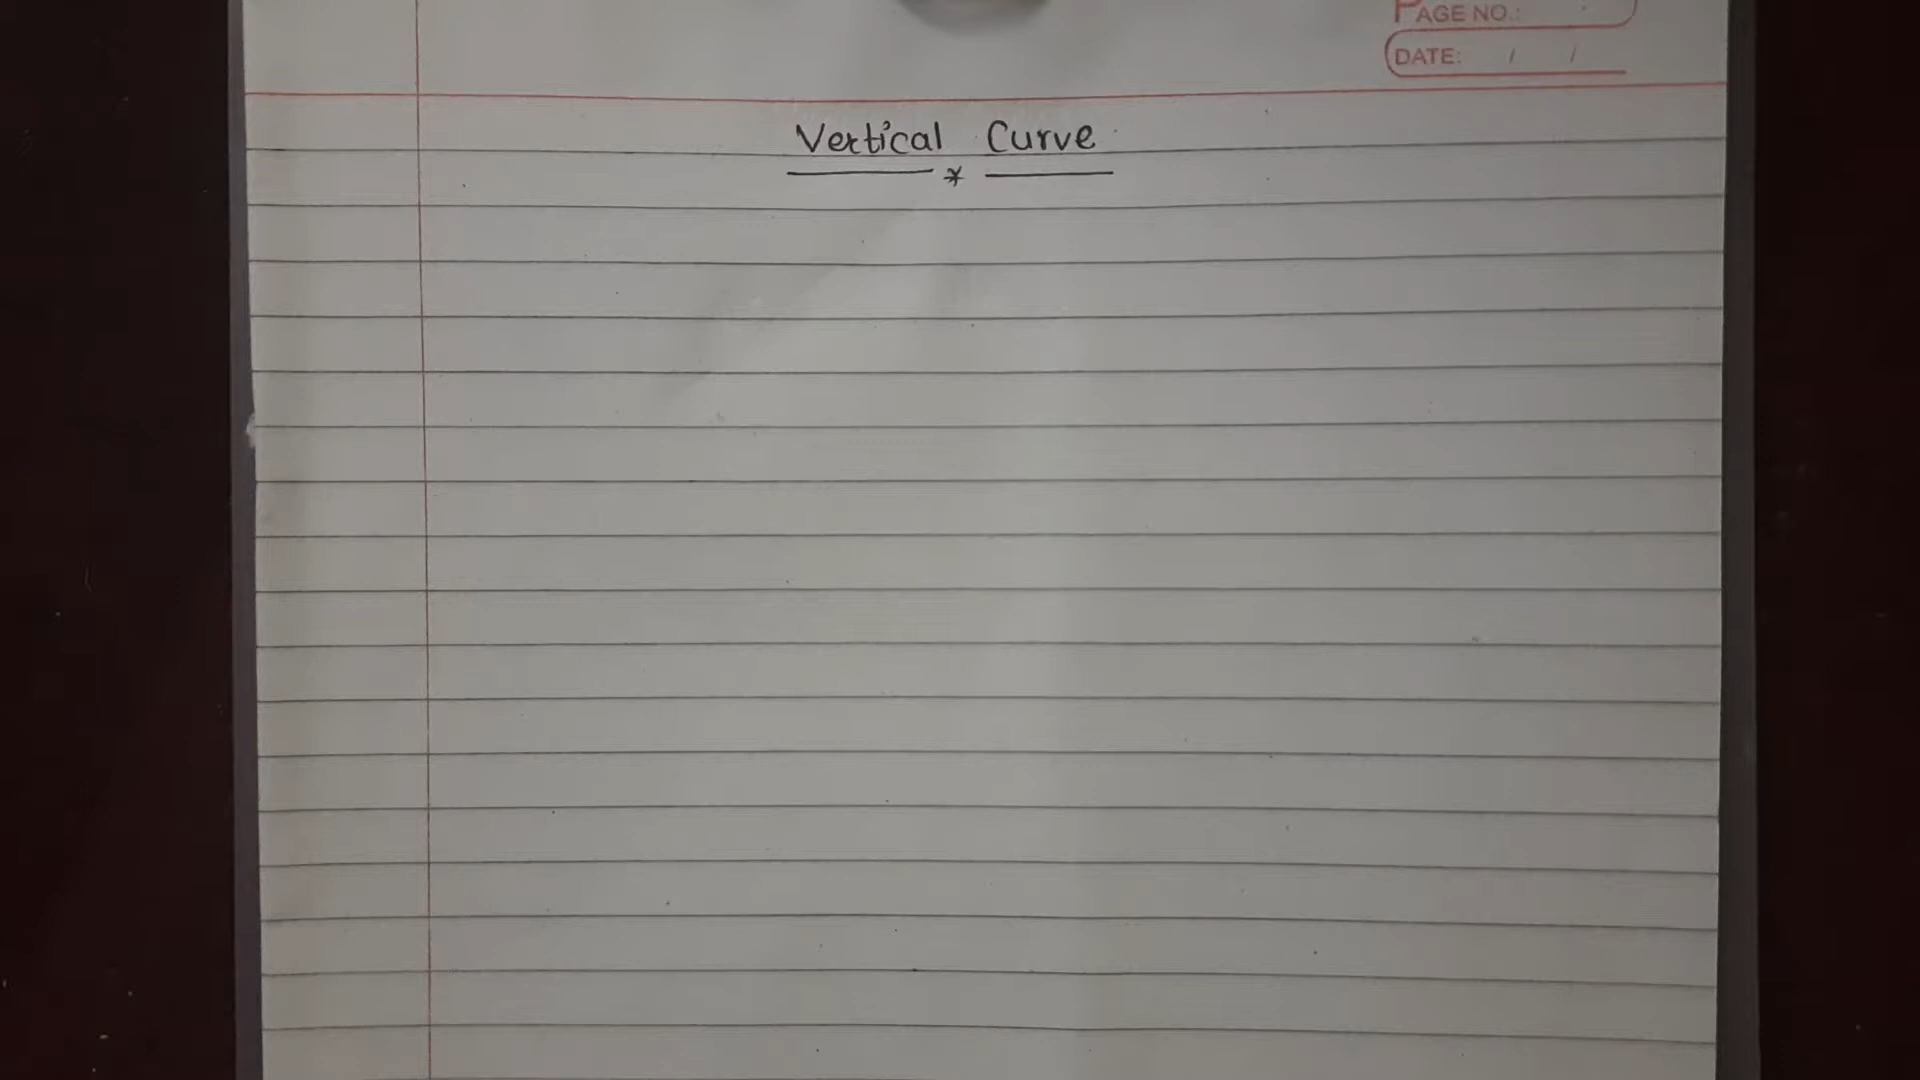 PAGE NO.:
DATE: / /
Vertical Curve
*